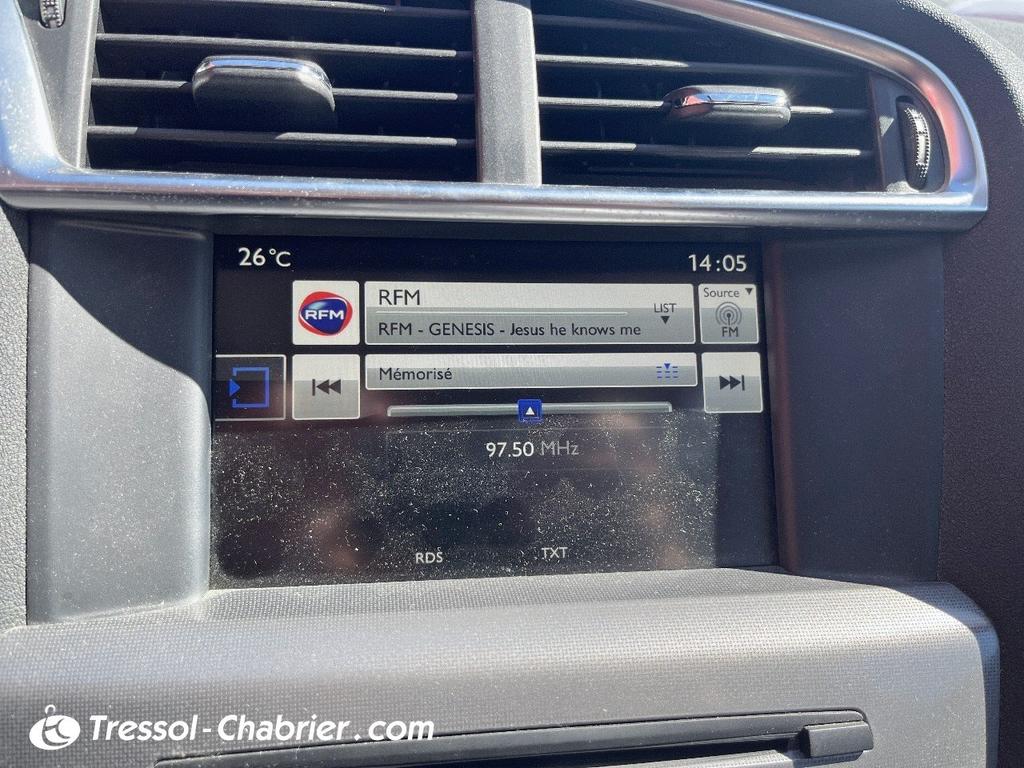 26°C 14:05
RFM
RFM
LIST
Source
FM
RFM - GENESIS - Jesus he knows me
Mémorisé
97.50 MHz
RDS TXT
Tressol-Chabrier.com